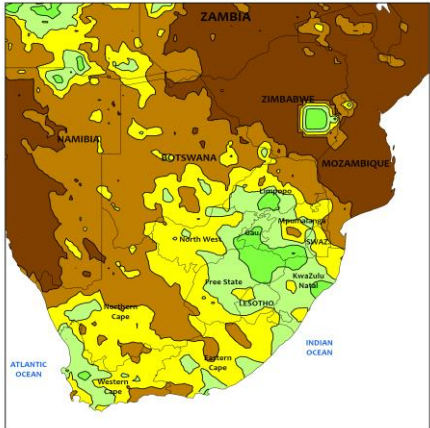 ZAMBIA
ZIMBABWE
NAMIBIA
BOTSWANA
MOZAMBIQUE
Limpopo
Mpumalanga
Gau
North West
SWAZI
Free State
KwaZulu
Natal
LESOTHO
Northern
Cape
INDIAN
OCEAN
Eastern
Cape
ATLANTIC
OCEAN
Western
Cape